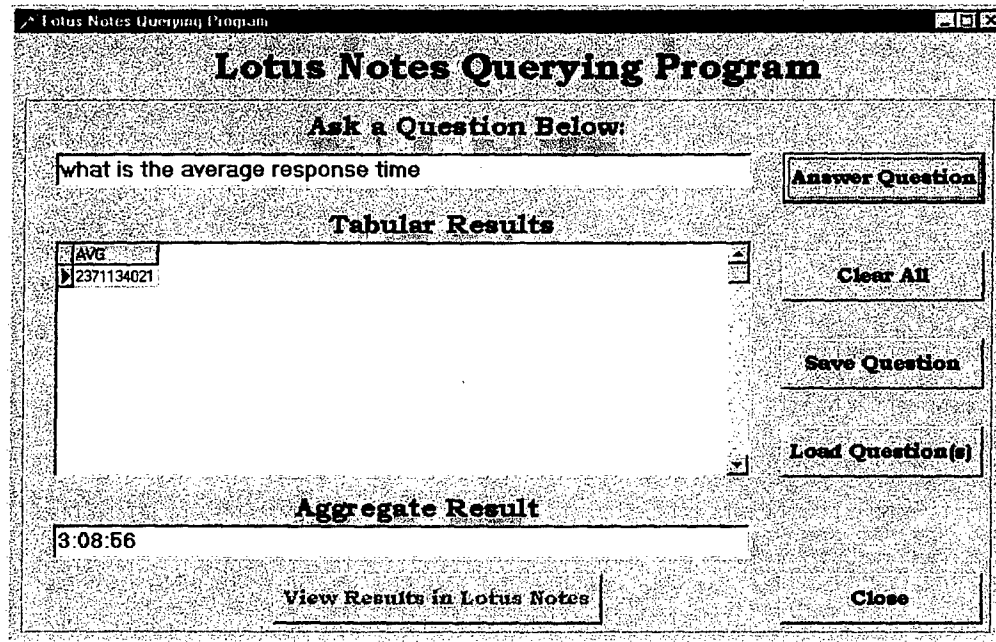 Lotus Notes Querying Program
Lotus Notes Querying Program
Ask a Question Below:
what is the average response time
Answer Question
Tabular Results
AVG
2371134021
Clear All
Save Question
Load Question(s)
Aggregate Result
3:08:56
View Results in Lotus Notes
Close